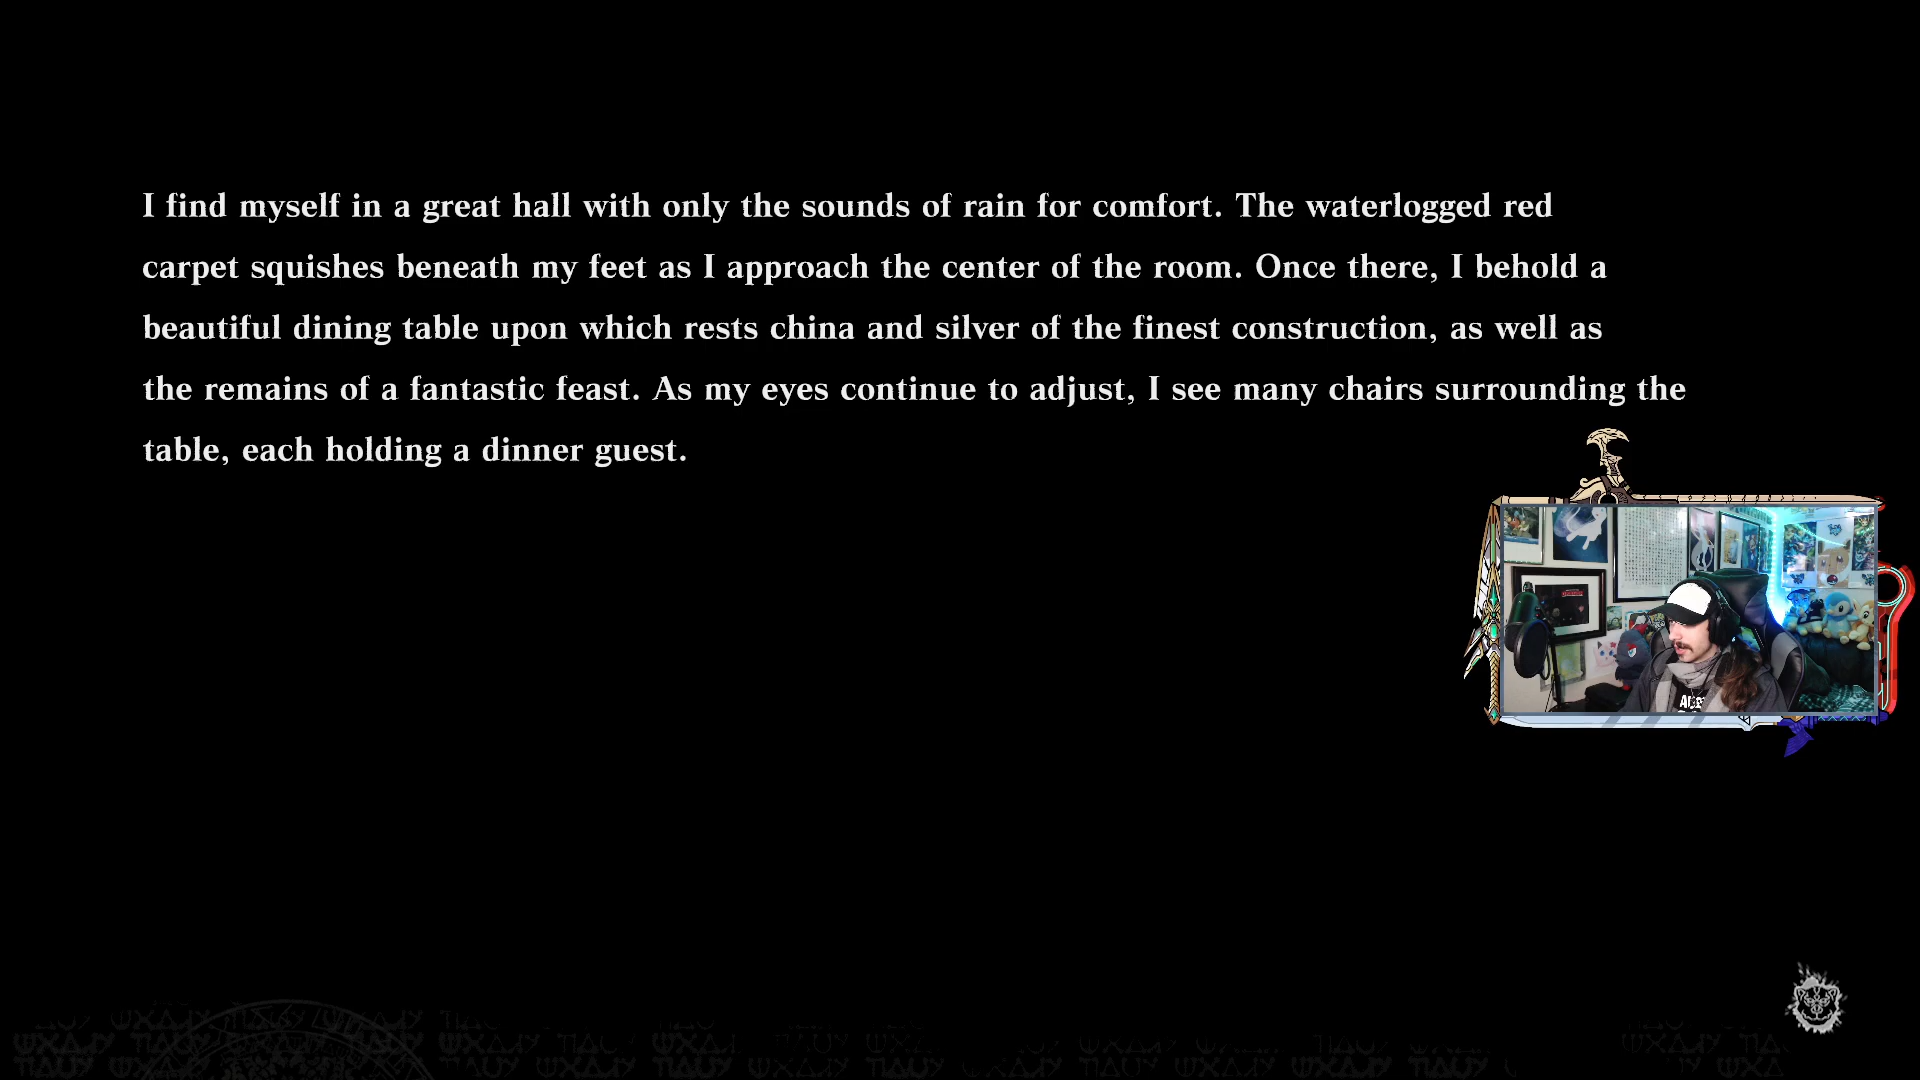 I find myself in a great hall with only the sounds of rain for comfort. The waterlogged red
carpet squishes beneath my feet as I approach the center of the room. Once there, I behold a
beautiful dining table upon which rests china and silver of the finest construction, as well as
the remains of a fantastic feast. As my eyes continue to adjust, I see many chairs surrounding the
table, each holding a dinner guest.